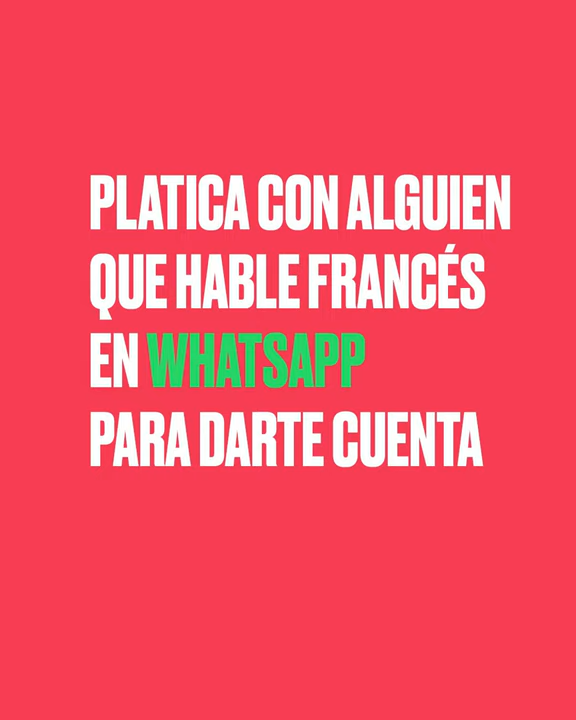 PLATICA CON ALGUIEN
QUE HABLE FRANCÉS
EN WHATSAPP
PARA DARTE CUENTA